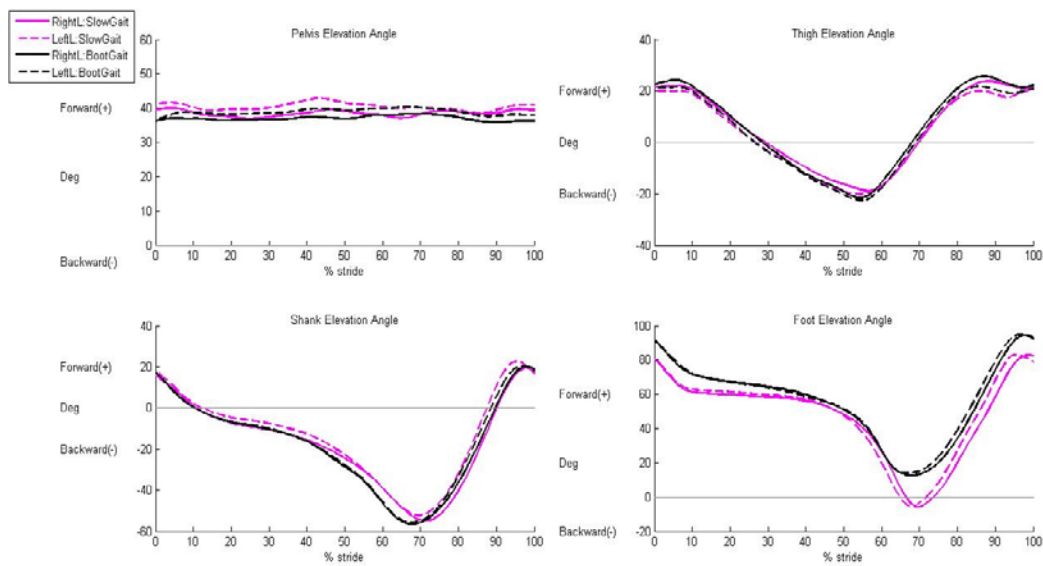 RightL:SlowGait
LeftL:SlowGait
RightL:BootGait
LeftL:BootGait
Pelvis Elevation Angle
60
50
40
30
20
10
0
Forward(+)
Deg
Backward(-)
0 10 20 30 40 50 60 70 80 90 100
% stride
Thigh Elevation Angle
40
20
0
-20
-40
Forward(+)
Deg
Backward(-)
0 10 20 30 40 50 60 70 80 90 100
% stride
Shank Elevation Angle
40
20
0
-20
-40
-60
Forward(+)
Deg
Backward(-)
0 10 20 30 40 50 60 70 80 90 100
% stride
Foot Elevation Angle
100
80
60
40
20
0
-20
Forward(+)
Deg
Backward(-)
0 10 20 30 40 50 60 70 80 90 100
% stride